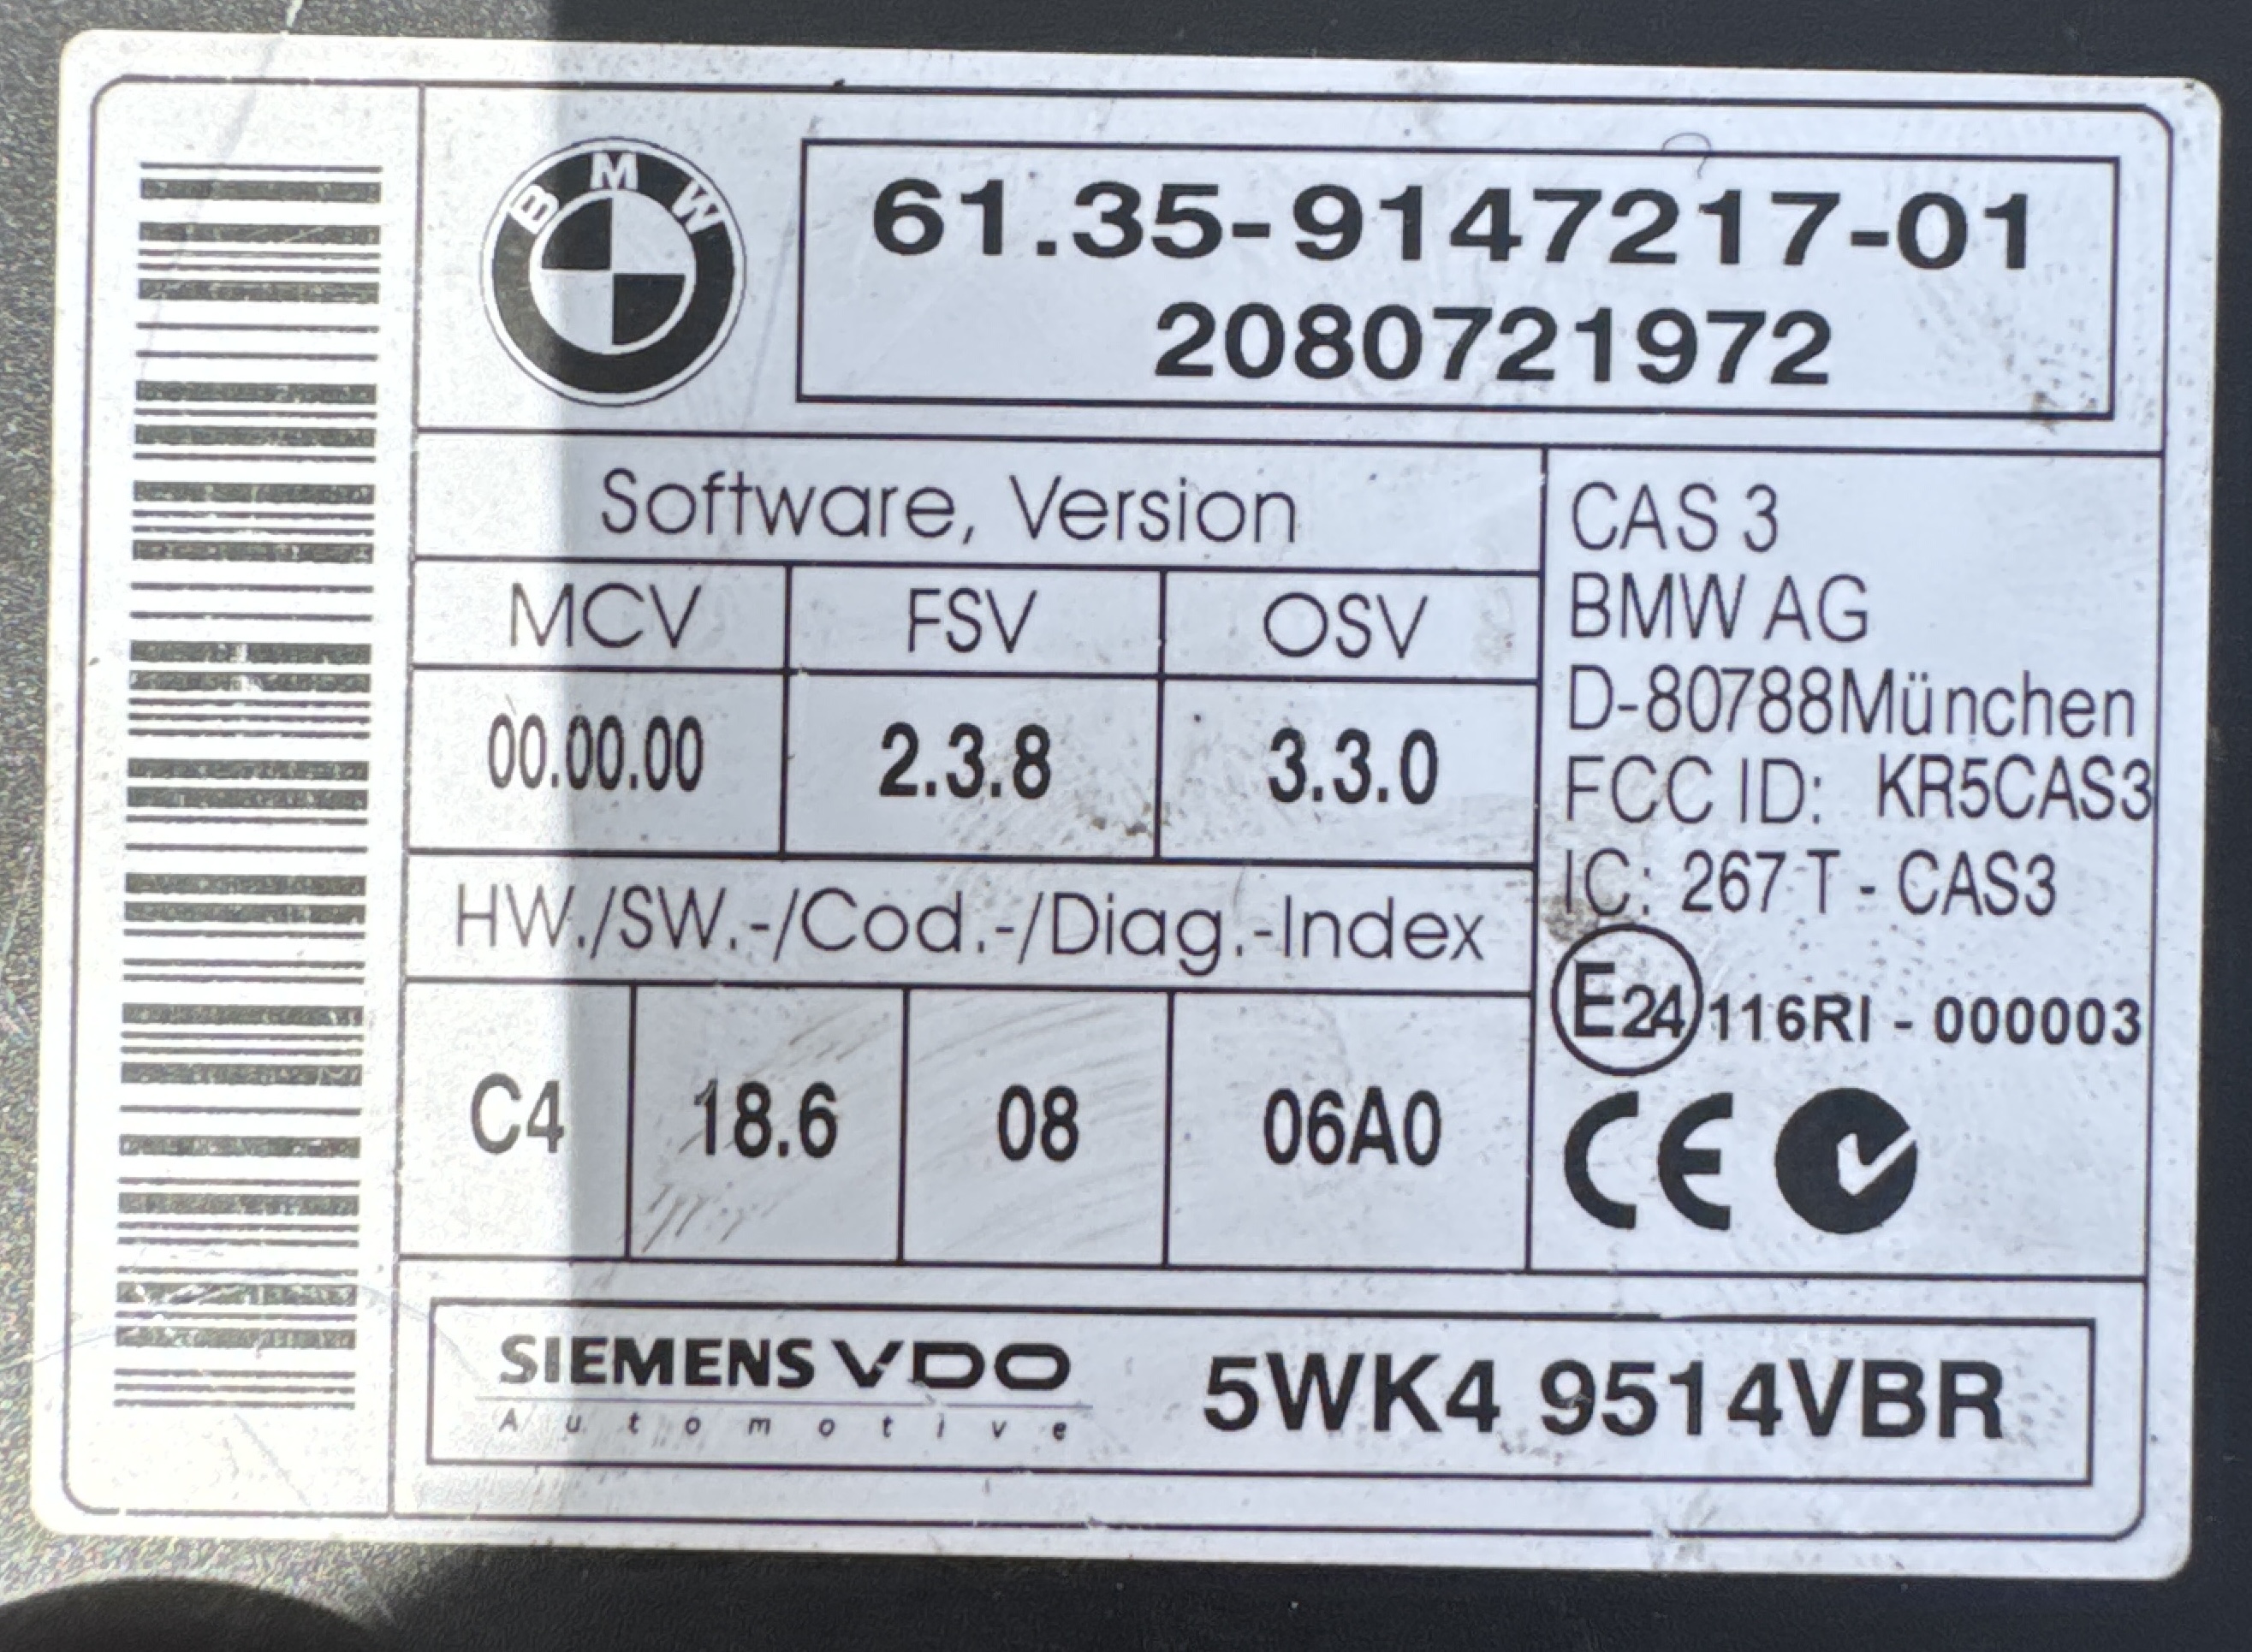 BMW
61.35-9147217-01
2080721972
Software, Version
MCV FSV OSV
00.00.00 2.3.8 3.3.0
HW./SW.-/Cod.-/Diag.-Index
C4 18.6 08 06A0
CAS 3
BMW AG
D-80788München
FCC ID: KR5CAS3
IC: 267 T - CAS3
E24 116RI - 000003
CE
SIEMENS VDO
Automotive
5WK4 9514VBR